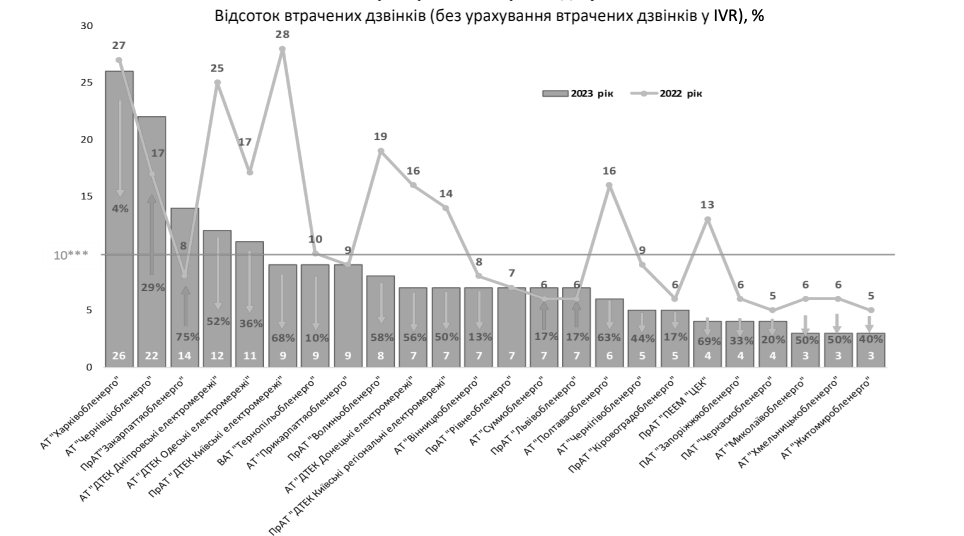 Відсоток втрачених дзвінків (без урахування втрачених дзвінків у IVR), %
30
25
20
15
10***
5
0
2023 рік
2022 рік
27
17
8
25
17
28
10
9
19
16
14
8
7
6
6
16
9
6
13
6
5
6
6
5
4%
29%
75%
52%
36%
68%
10%
58%
56%
50%
13%
17%
17%
63%
44%
17%
69%
33%
20%
50%
50%
40%
26
22
14
12
11
9
9
9
8
7
7
7
7
7
7
6
5
5
4
4
4
3
3
3
АТ "Харківобленерго"
АТ "Чернівціобленерго"
ПрАТ "Закарпаттяобленерго"
АТ "ДТЕК Дніпровські електромережі"
АТ "ДТЕК Одеські електромережі"
ПрАТ "ДТЕК Київські електромережі"
ВАТ "Тернопільобленерго"
АТ "Прикарпаттяобленерго"
ПрАТ "Волиньобленерго"
АТ "ДТЕК Донецькі електромережі"
ПрАТ "ДТЕК Київські регіональні електромережі"
АТ "Вінницяобленерго"
ПрАТ "Рівнеобленерго"
АТ "Сумиобленерго"
ПрАТ "Львівобленерго"
АТ "Полтаваобленерго"
АТ "Чернігівобленерго"
ПрАТ "Кіровоградобленерго"
ПрАТ "ПЕЕМ "ЦЕК"
ПАТ "Запоріжжяобленерго"
ПАТ "Черкасиобленерго"
АТ "Миколаївобленерго"
АТ "Хмельницькобленерго"
АТ "Житомиробленерго"